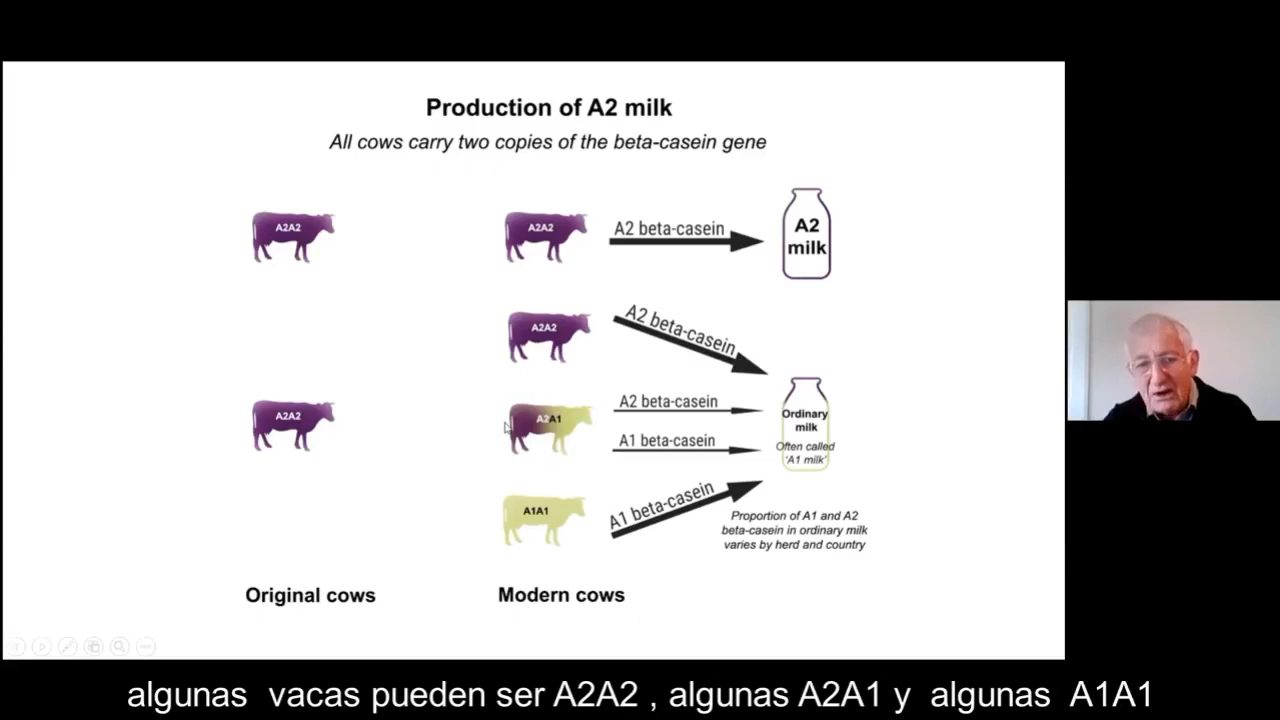 Production of A2 milk
All cows carry two copies of the beta-casein gene
A2A2
A2A2
A2 beta-casein
A2
milk
A2A2
A2 beta-casein
A2A2
A2A1
A2 beta-casein
A1 beta-casein
Ordinary
milk
Often called
'A1 milk'
A1A1
A1 beta-casein
Proportion of A1 and A2
beta-casein in ordinary milk
varies by herd and country
Original cows
Modern cows
algunas vacas pueden ser A2A2 , algunas A2A1 y algunas A1A1